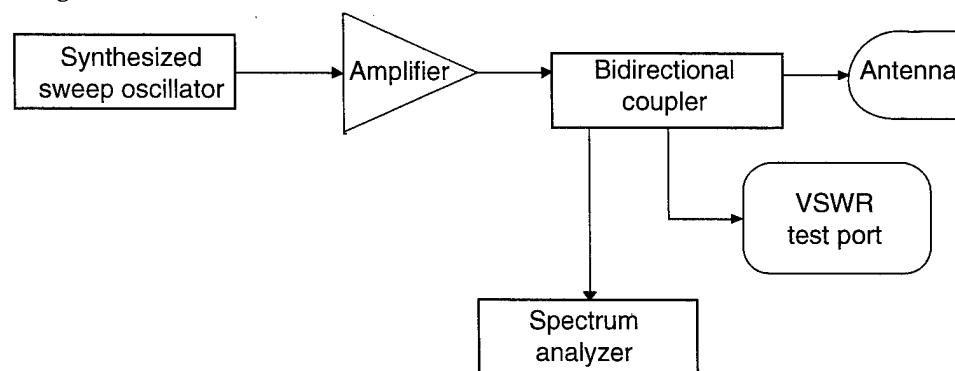 Synthesized
sweep oscillator
Amplifier
Bidirectional
coupler
Antenna
VSWR
test port
Spectrum
analyzer